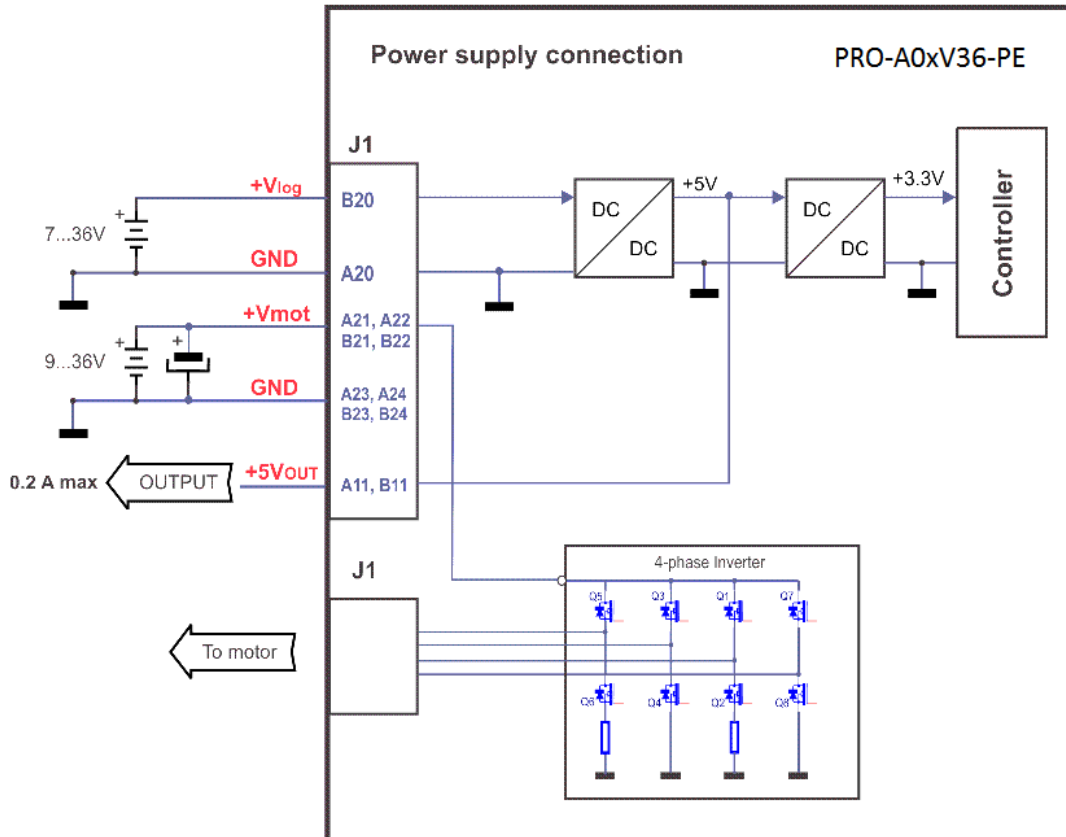 Power supply connection
PRO-A0xV36-PE
J1
+Vlog
B20
7...36V
+
GND
A20
+Vmot
A21, A22
B21, B22
9...36V
+
+
GND
A23, A24
B23, B24
0.2 A max
OUTPUT
+5VOUT
A11, B11
DC
DC
+5V
DC
DC
+3.3V
Controller
J1
To motor
4-phase Inverter
Q5
Q3
Q1
Q7
Q6
Q4
Q2
Q8